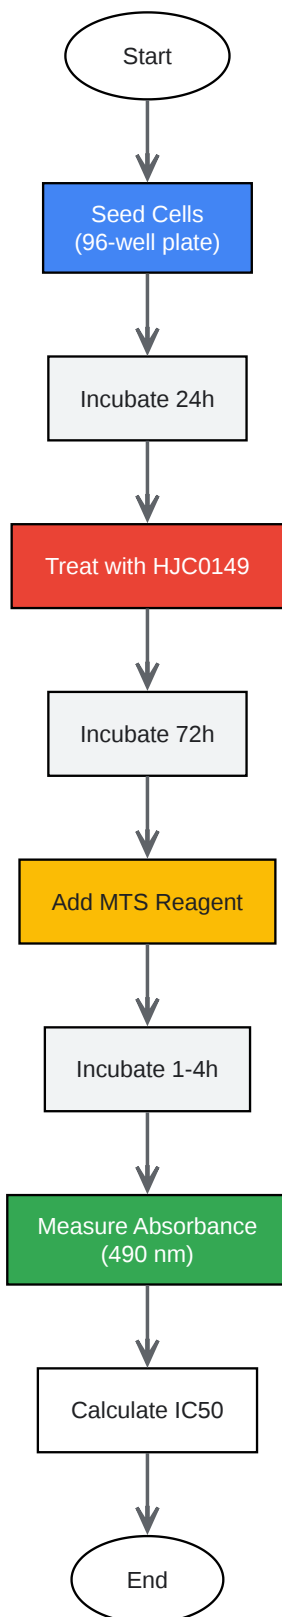 Start
Seed Cells
(96-well plate)
Incubate 24h
Treat with HJC0149
Incubate 72h
Add MTS Reagent
Incubate 1-4h
Measure Absorbance
(490 nm)
Calculate IC50
End